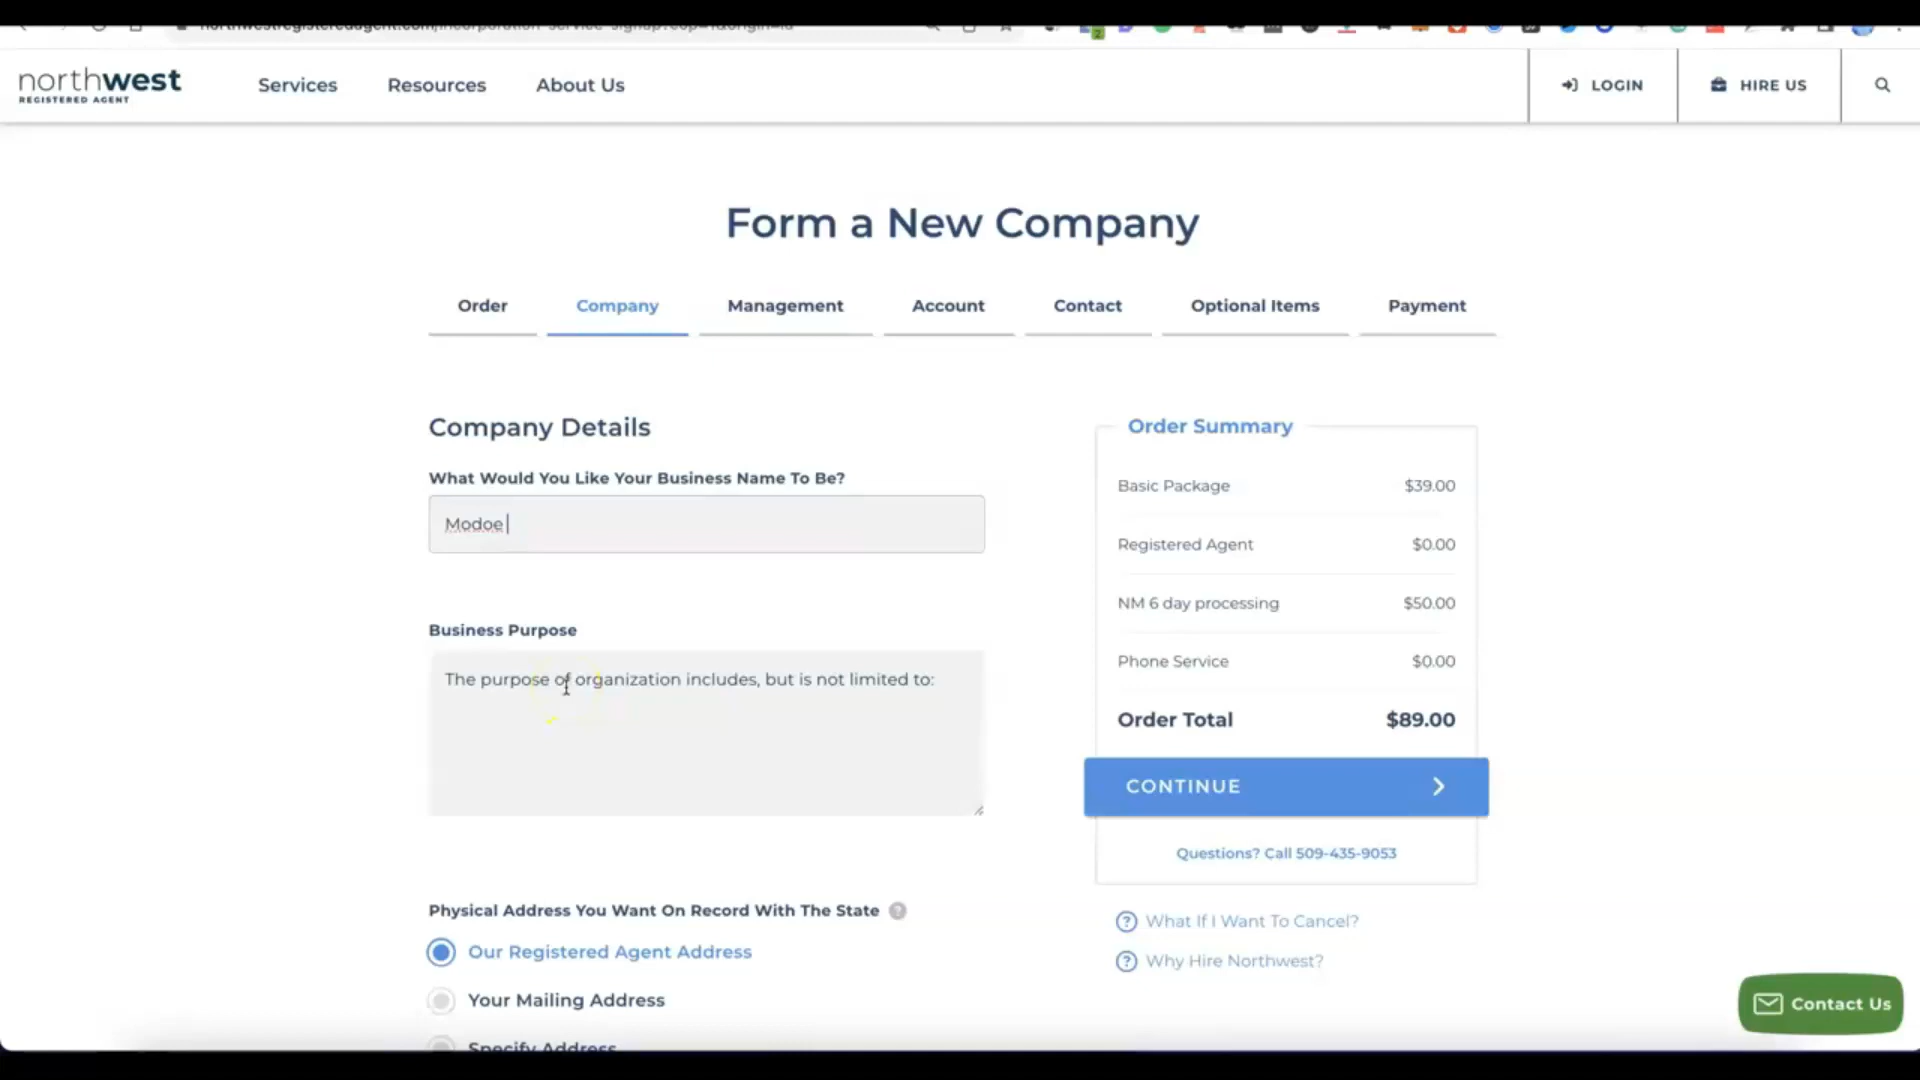 northwest
REGISTERED AGENT
Services
Resources
About Us
LOGIN
HIRE US
Form a New Company
Order
Company
Management
Account
Contact
Optional Items
Payment
Company Details
What Would You Like Your Business Name To Be?
Modoe
Business Purpose
The purpose of organization includes, but is not limited to:
Physical Address You Want On Record With The State ?
Our Registered Agent Address
Your Mailing Address
Specify Address
Order Summary
Basic Package $39.00
Registered Agent $0.00
NM 6 day processing $50.00
Phone Service $0.00
Order Total $89.00
CONTINUE
Questions? Call 509-435-9053
? What If I Want To Cancel?
? Why Hire Northwest?
Contact Us